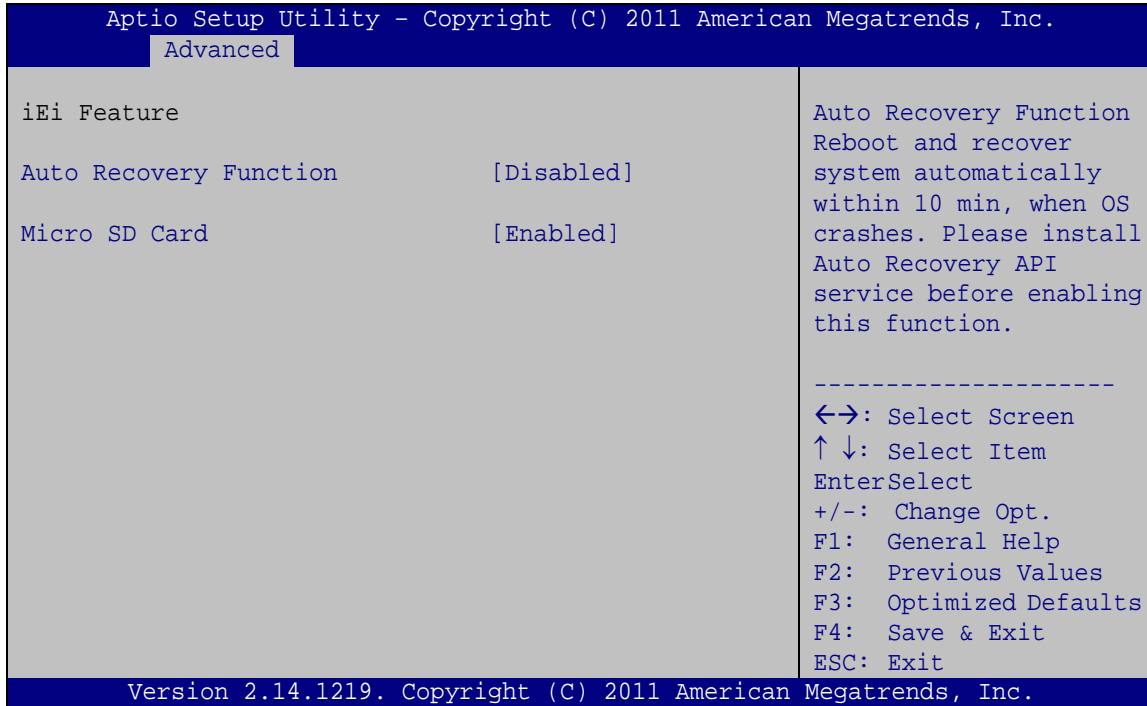 Aptio Setup Utility – Copyright (C) 2011 American Megatrends, Inc.
Advanced
iEi Feature
Auto Recovery Function [Disabled]
Micro SD Card [Enabled]
Auto Recovery Function
Reboot and recover
system automatically
within 10 min, when OS
crashes. Please install
Auto Recovery API
service before enabling
this function.
---------------------
←→: Select Screen
↑ ↓: Select Item
EnterSelect
+/-: Change Opt.
F1: General Help
F2: Previous Values
F3: Optimized Defaults
F4: Save & Exit
ESC: Exit
Version 2.14.1219. Copyright (C) 2011 American Megatrends, Inc.